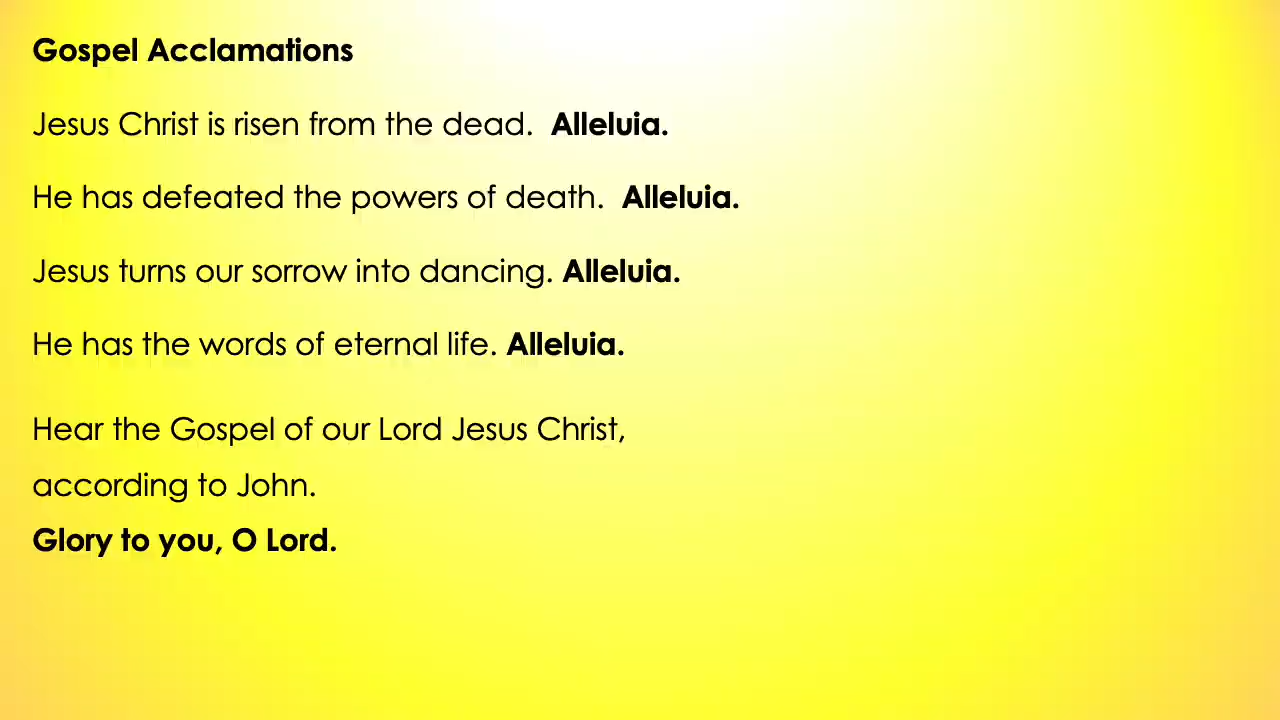 Gospel Acclamations
Jesus Christ is risen from the dead.  Alleluia.
He has defeated the powers of death.  Alleluia.
Jesus turns our sorrow into dancing. Alleluia.
He has the words of eternal life. Alleluia.
Hear the Gospel of our Lord Jesus Christ,
according to John.
Glory to you, O Lord.